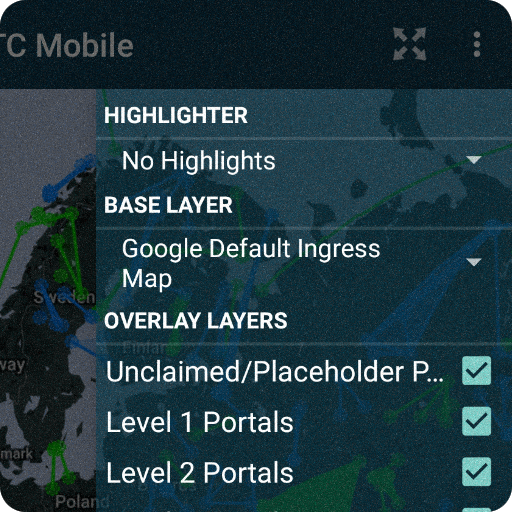 TC Mobile
HIGHLIGHTER
No Highlights
BASE LAYER
Google Default Ingress
Map
Sweden
OVERLAY LAYERS
Finlan
way
Unclaimed/Placeholder P...
Level 1 Portals
mark
Level 2 Portals
Poland